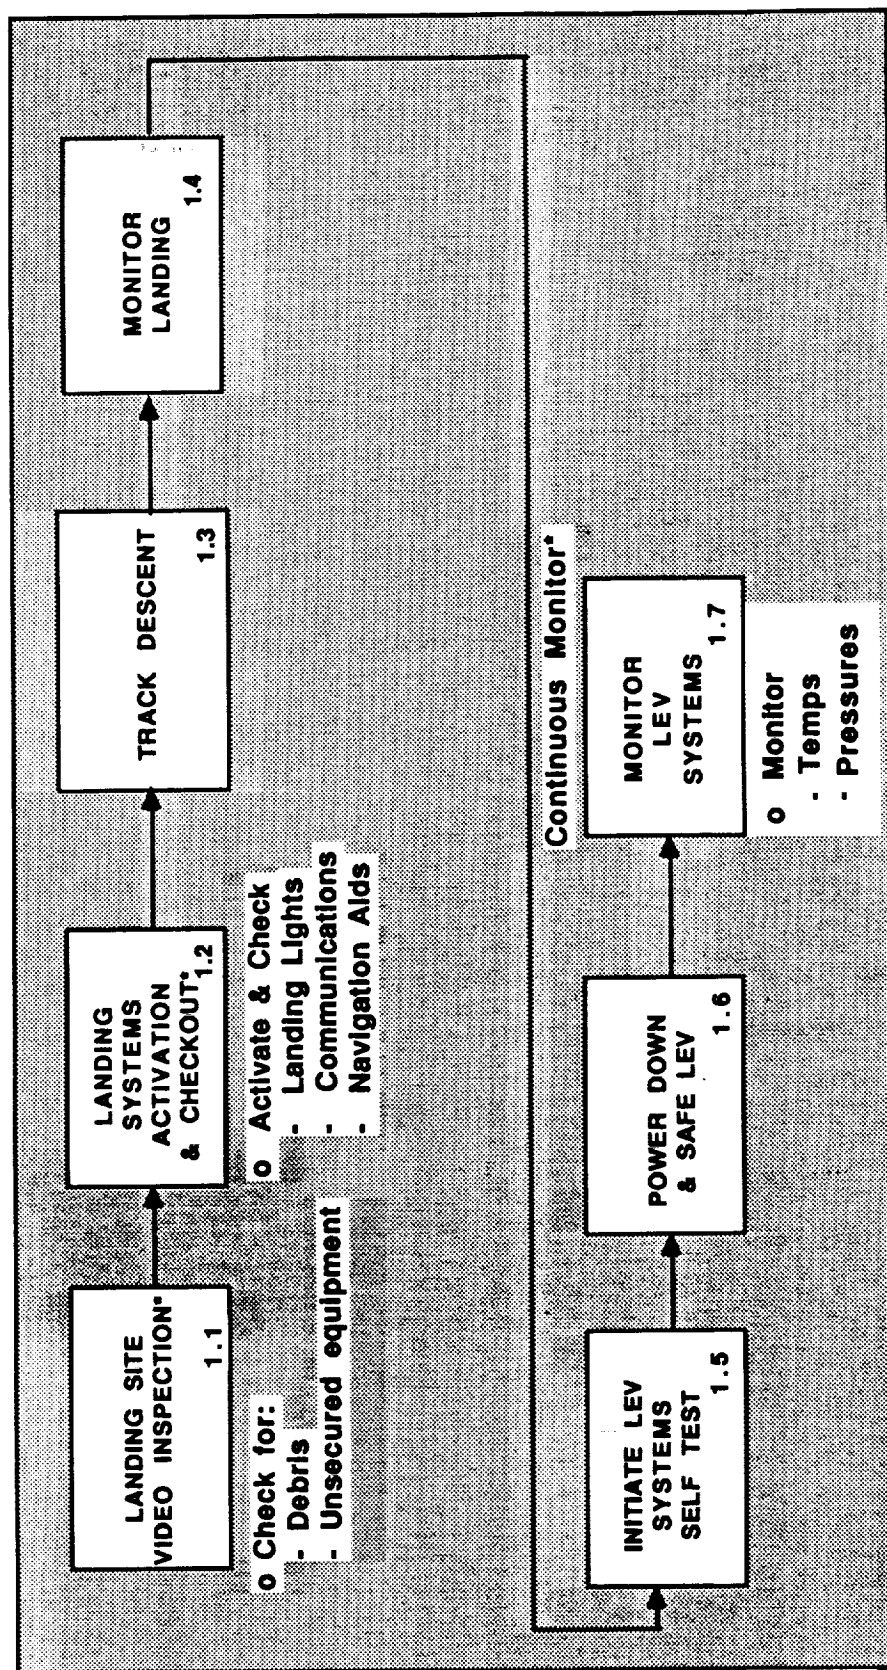 LANDING SITE
VIDEO INSPECTION*
1.1
o Check for:
- Debris
- Unsecured equipment
LANDING
SYSTEMS
ACTIVATION
& CHECKOUT*
1.2
o Activate & Check
- Landing Lights
- Communications
- Navigation Aids
TRACK DESCENT
1.3
MONITOR
LANDING
1.4
INITIATE LEV
SYSTEMS
SELF TEST
1.5
POWER DOWN
& SAFE LEV
1.6
Continuous Monitor*
MONITOR
LEV
SYSTEMS
1.7
o Monitor
- Temps
- Pressures